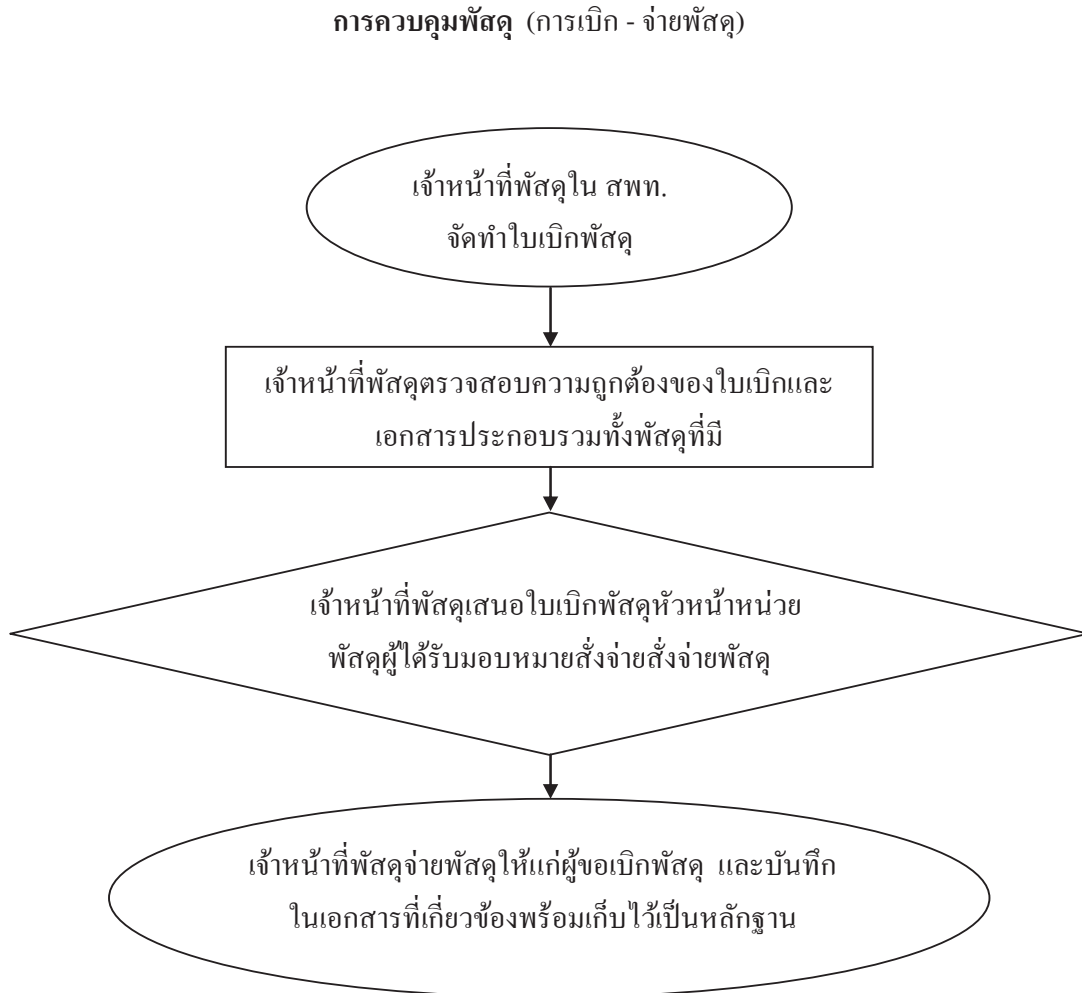 การควบคุมพัสดุ (การเบิก - จ่ายพัสดุ)
เจ้าหน้าที่พัสดุใน สพท.
จัดทำใบเบิกพัสดุ
เจ้าหน้าที่พัสดุตรวจสอบความถูกต้องของใบเบิกและ
เอกสารประกอบรวมทั้งพัสดุที่มี
เจ้าหน้าที่พัสดุเสนอใบเบิกพัสดุหัวหน้าหน่วย
พัสดุผู้ได้รับมอบหมายสั่งจ่ายสั่งจ่ายพัสดุ
เจ้าหน้าที่พัสดุจ่ายพัสดุให้แก่ผู้ขอเบิกพัสดุ และบันทึก
ในเอกสารที่เกี่ยวข้องพร้อมเก็บไว้เป็นหลักฐาน